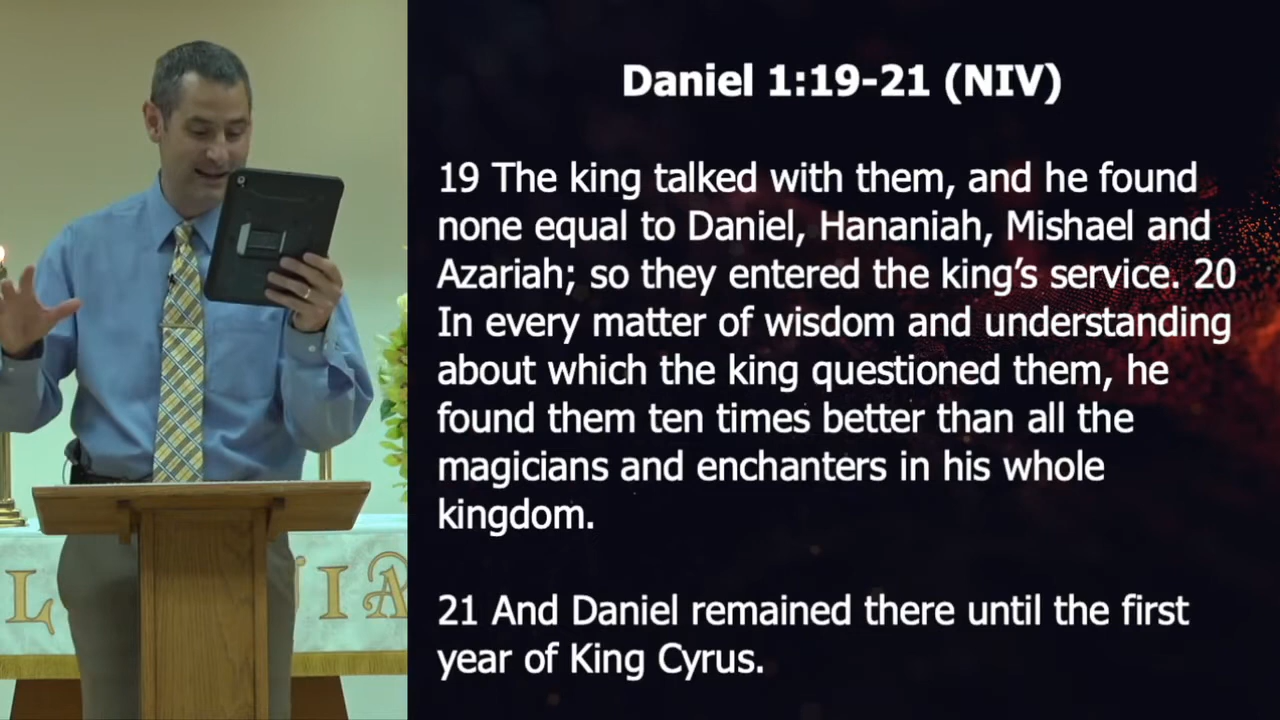 Daniel 1:19-21 (NIV)
19 The king talked with them, and he found
none equal to Daniel, Hananiah, Mishael and
Azariah; so they entered the king’s service. 20
In every matter of wisdom and understanding
about which the king questioned them, he
found them ten times better than all the
magicians and enchanters in his whole
kingdom.
21 And Daniel remained there until the first
year of King Cyrus.
L IA